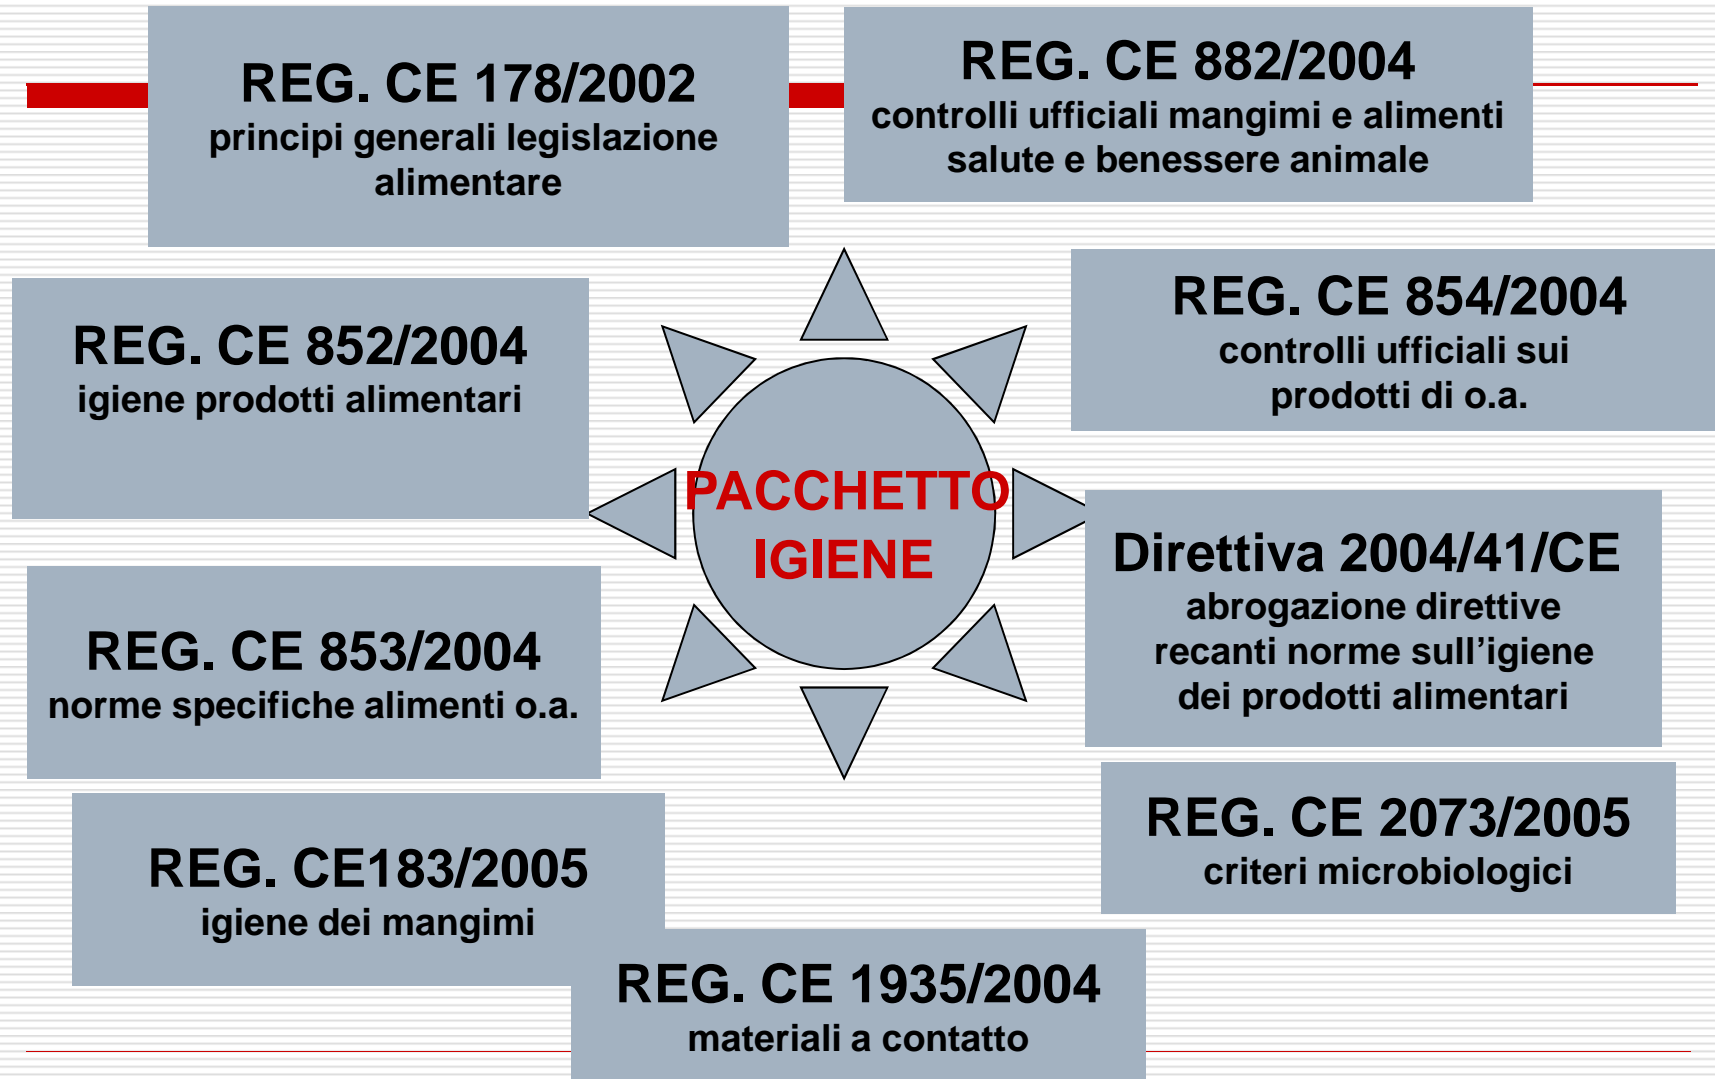 REG. CE 178/2002
principi generali legislazione
alimentare
REG. CE 882/2004
controlli ufficiali mangimi e alimenti
salute e benessere animale
REG. CE 852/2004
igiene prodotti alimentari
REG. CE 854/2004
controlli ufficiali sui
prodotti di o.a.
PACCHETTO
IGIENE
Direttiva 2004/41/CE
abrogazione direttive
recanti norme sull’igiene
dei prodotti alimentari
REG. CE 853/2004
norme specifiche alimenti o.a.
REG. CE 2073/2005
criteri microbiologici
REG. CE183/2005
igiene dei mangimi
REG. CE 1935/2004
materiali a contatto